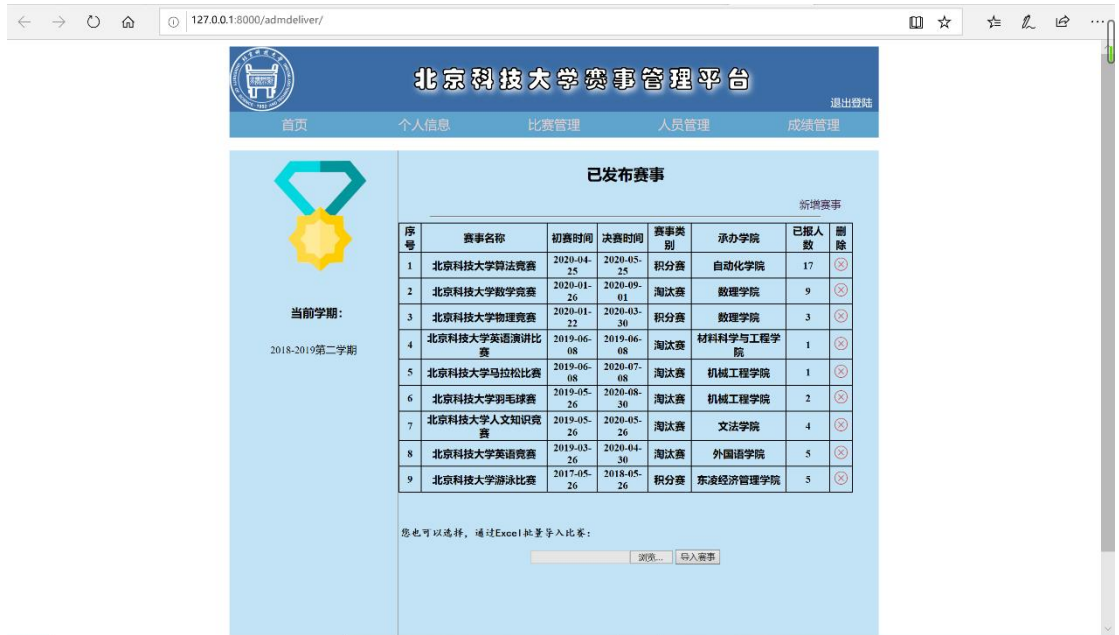 127.0.0.1:8000/admdeliver/
北京科技大学赛事管理平台
退出登陆
首页 个人信息 比赛管理 人员管理 成绩管理
已发布赛事
新增赛事
当前学期：
2018-2019第二学期
序号 赛事名称 初赛时间 决赛时间 赛事类别 承办学院 已报人数 删除
1 北京科技大学算法竞赛 2020-04-25 2020-05-25 积分赛 自动化学院 17
2 北京科技大学数学竞赛 2020-01-26 2020-09-01 淘汰赛 数理学院 9
3 北京科技大学物理竞赛 2020-01-22 2020-03-30 积分赛 数理学院 3
4 北京科技大学英语演讲比赛 2019-06-08 2019-06-08 淘汰赛 材料科学与工程学院 1
5 北京科技大学马拉松比赛 2019-06-08 2020-07-08 淘汰赛 机械工程学院 1
6 北京科技大学羽毛球赛 2019-05-26 2020-08-30 淘汰赛 机械工程学院 2
7 北京科技大学人文知识竞赛 2019-05-26 2020-05-26 淘汰赛 文法学院 4
8 北京科技大学英语竞赛 2019-03-26 2020-04-30 淘汰赛 外国语学院 5
9 北京科技大学游泳比赛 2017-05-26 2018-05-26 积分赛 东凌经济管理学院 5
您也可以选择，通过Excel批量导入比赛：
浏览... 导入赛事